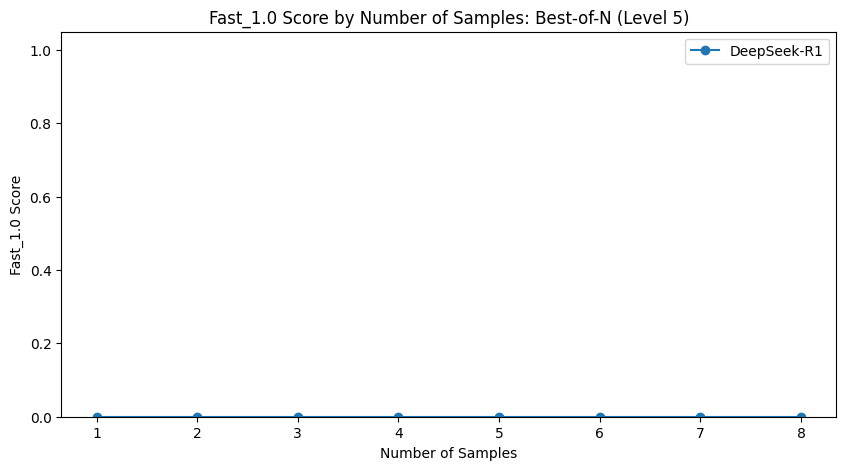 Fast_1.0 Score by Number of Samples: Best-of-N (Level 5)
DeepSeek-R1
1.0
0.8
0.6
0.4
0.2
0.0
Fast_1.0 Score
1 2 3 4 5 6 7 8
Number of Samples